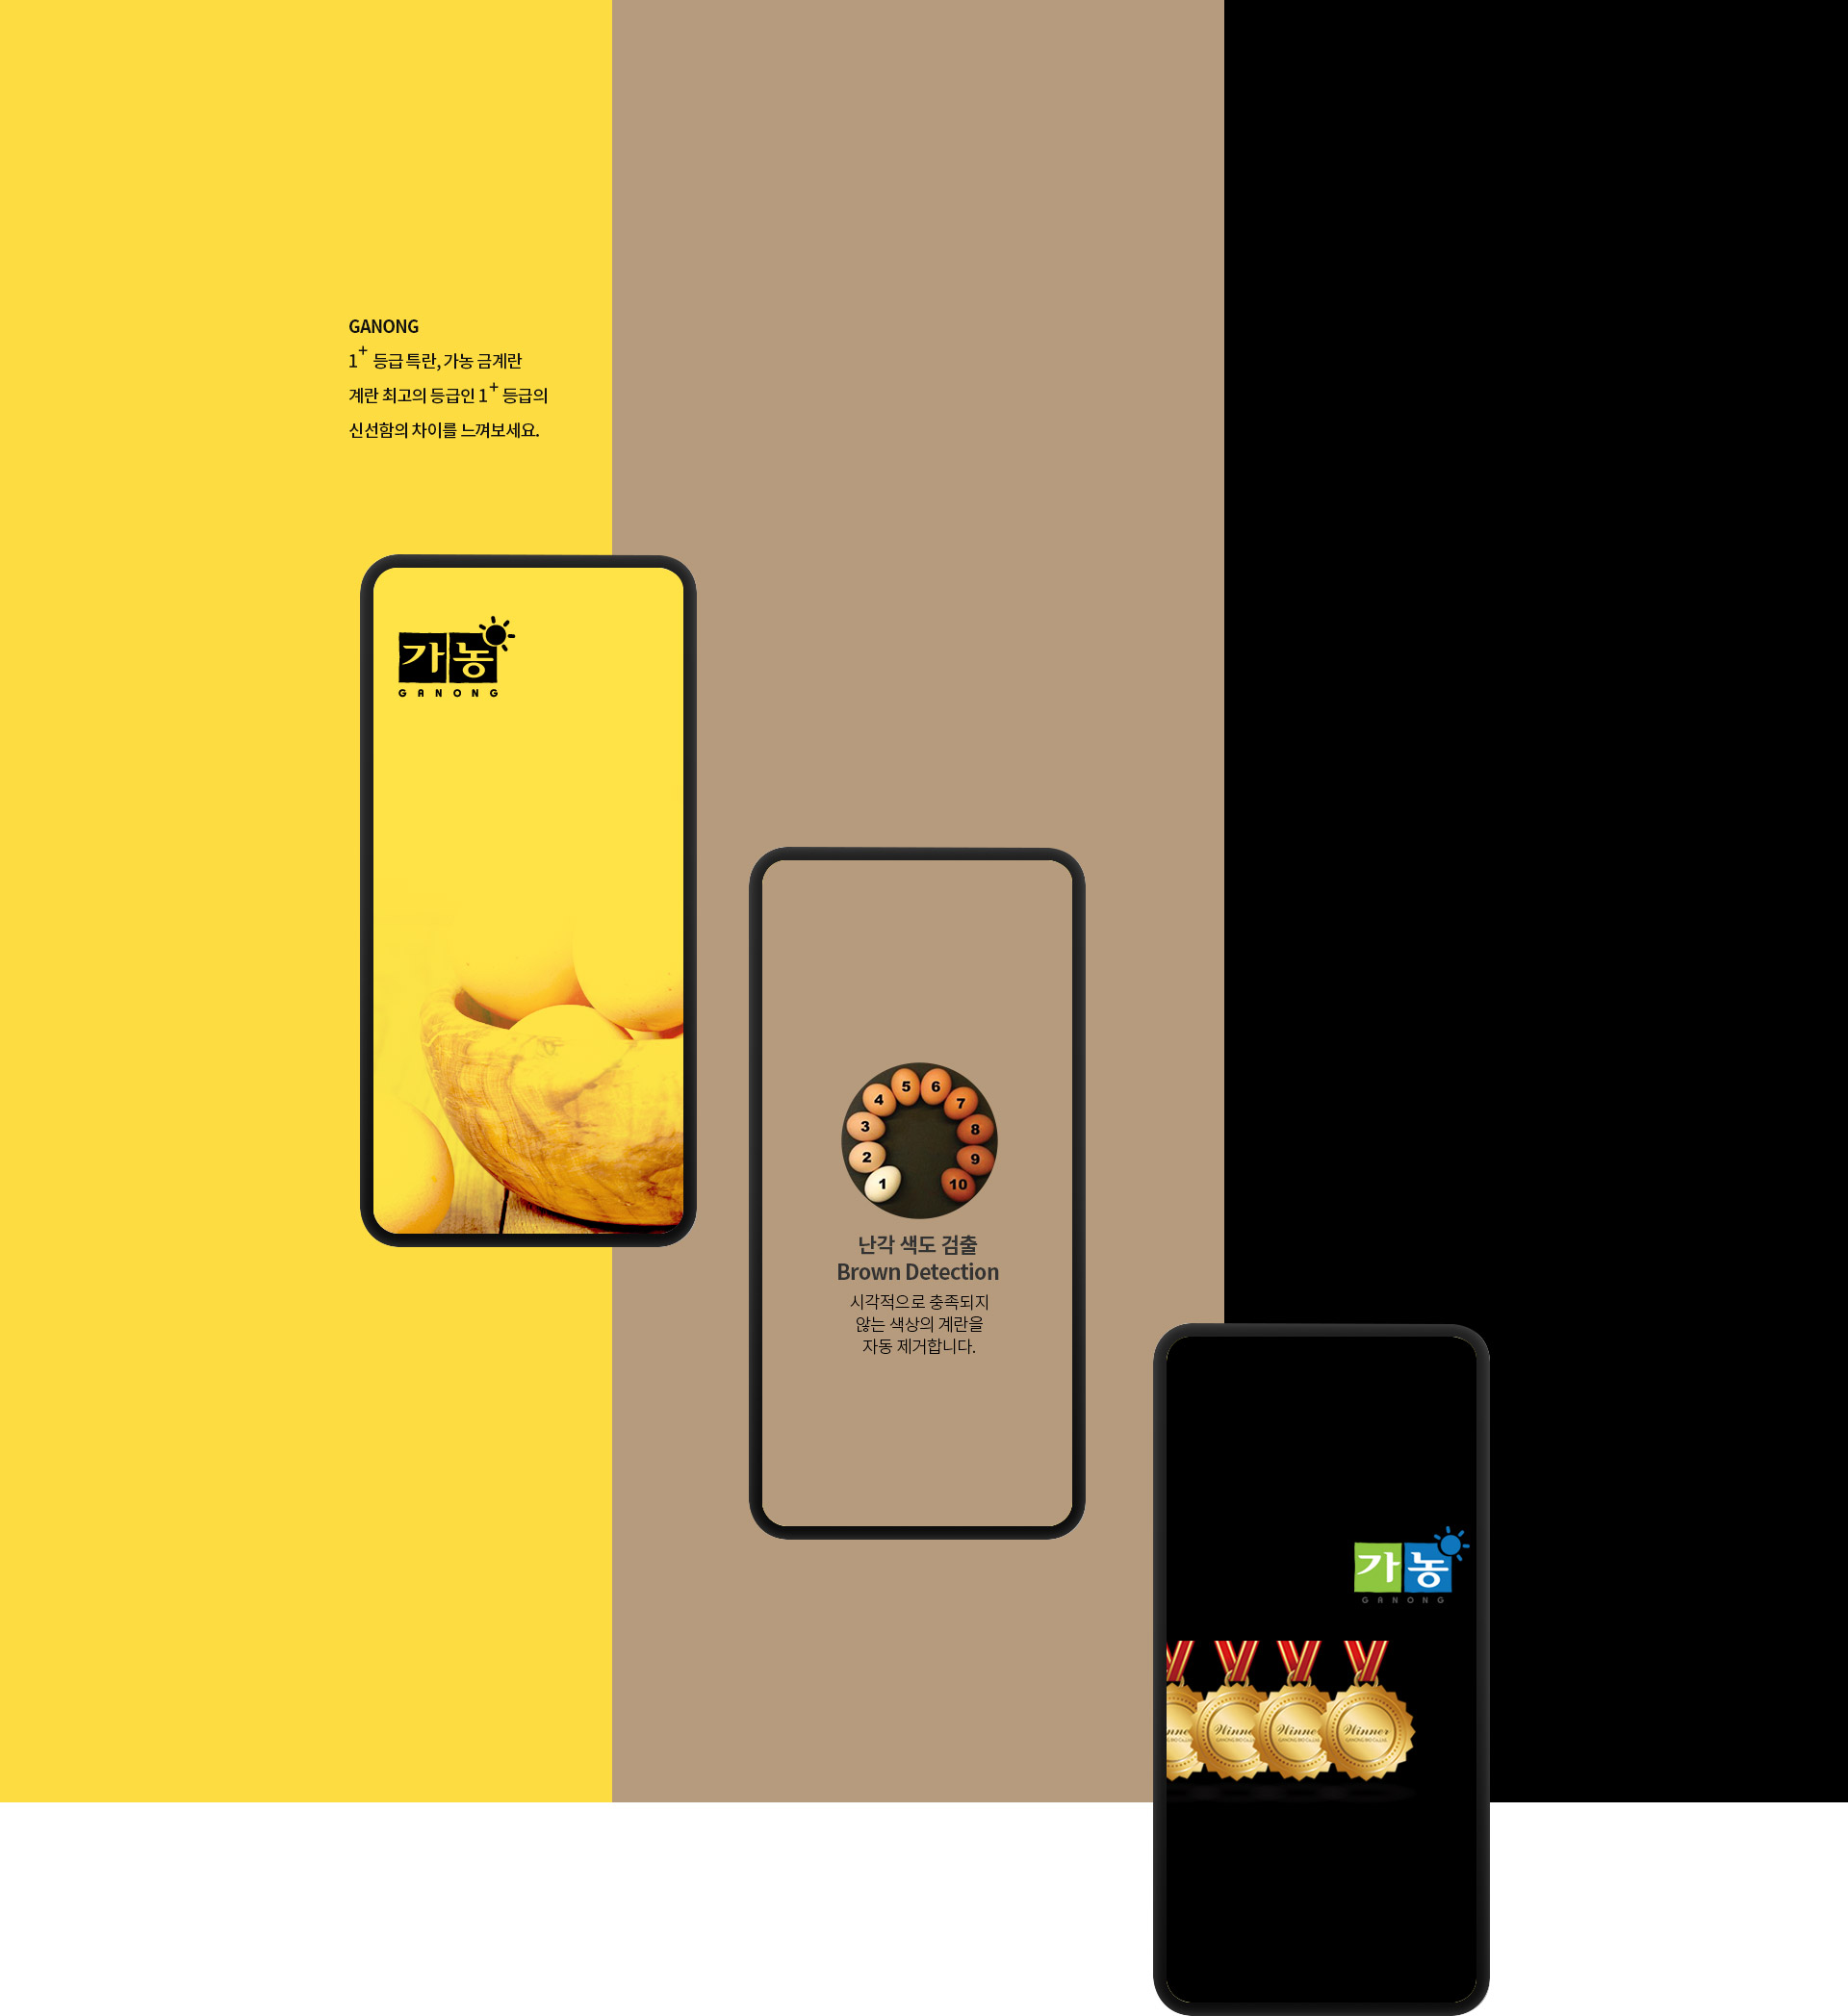 GANONG
1+ 등급 특란, 가농 금계란
계란 최고의 등급인 1+ 등급의
신선함의 차이를 느껴보세요.
가농
GANONG
5 6
4 7
3 8
2 9
1 10
난각 색도 검출
Brown Detection
시각적으로 충족되지
않는 색상의 계란을
자동 제거합니다.
가농
GANONG
Winner